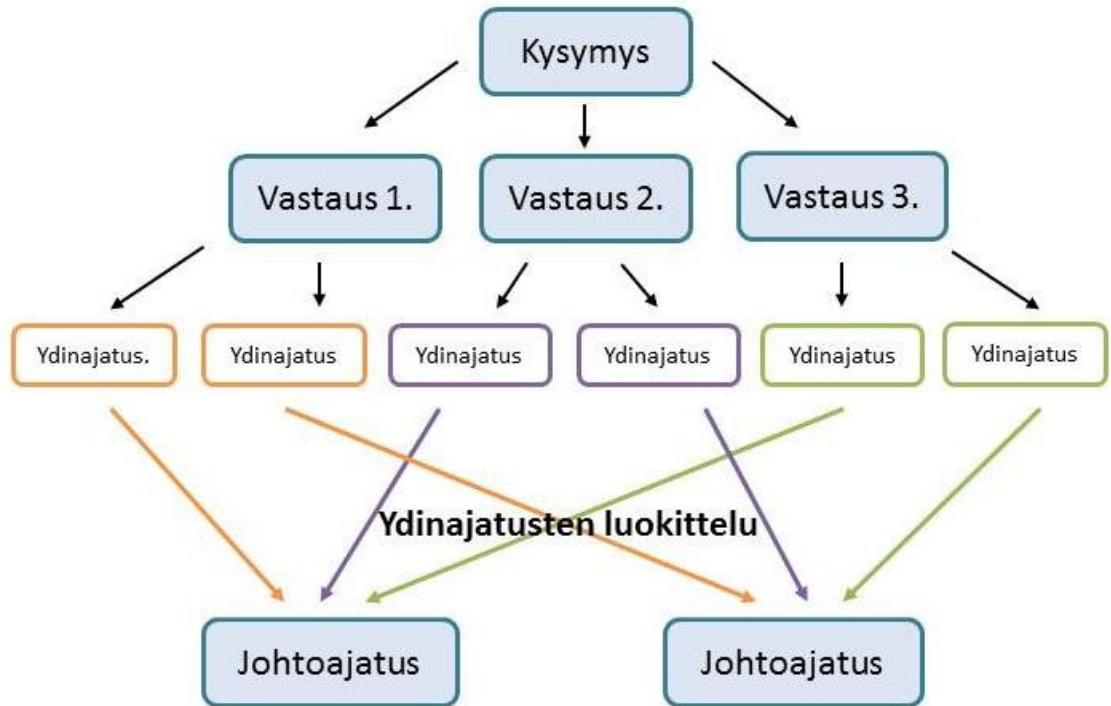 Kysymys
Vastaus 1.
Vastaus 2.
Vastaus 3.
Ydinajatus.
Ydinajatus
Ydinajatus
Ydinajatus
Ydinajatus
Ydinajatus
Ydinajatusten luokittelu
Johtoajatus
Johtoajatus